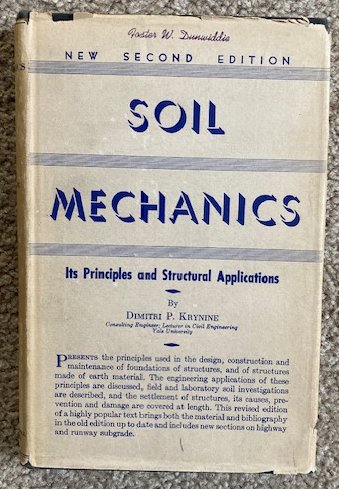 Foster W. Dunwiddie
NEW SECOND EDITION
SOIL
MECHANICS
Its Principles and Structural Applications
By
DIMITRI P. KRYNINE
Consulting Engineer; Lecturer in Civil Engineering
Yale University
PRESENTS the principles used in the design, construction and
maintenance of foundations of structures, and of structures
made of earth material. The engineering applications of these
principles are discussed, field and laboratory soil investigations
are described, and the settlement of structures, its causes, pre-
vention and damage are covered at length. This revised edition
of a highly popular text brings both the material and bibliography
in the old edition up to date and includes new sections on highway
and runway subgrade.